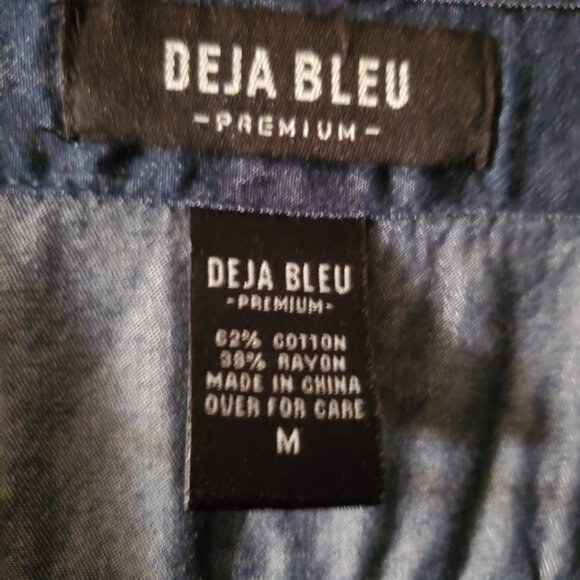 DEJA BLEU
-PREMIUM-
DEJA BLEU
-PREMIUM-
62% COTTON
38% RAYON
MADE IN CHINA
OVER FOR CARE
M